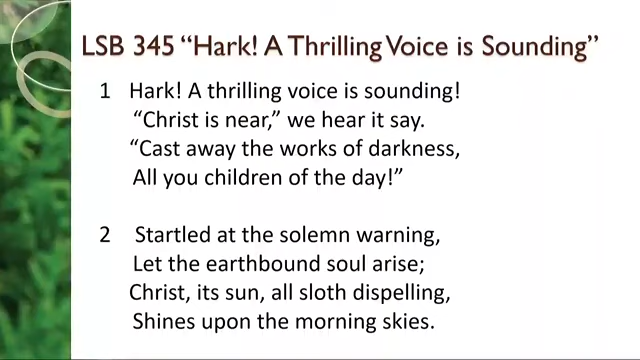 LSB 345 “Hark! A Thrilling Voice is Sounding”
1 Hark! A thrilling voice is sounding!
“Christ is near,” we hear it say.
“Cast away the works of darkness,
All you children of the day!”
2 Startled at the solemn warning,
Let the earthbound soul arise;
Christ, its sun, all sloth dispelling,
Shines upon the morning skies.